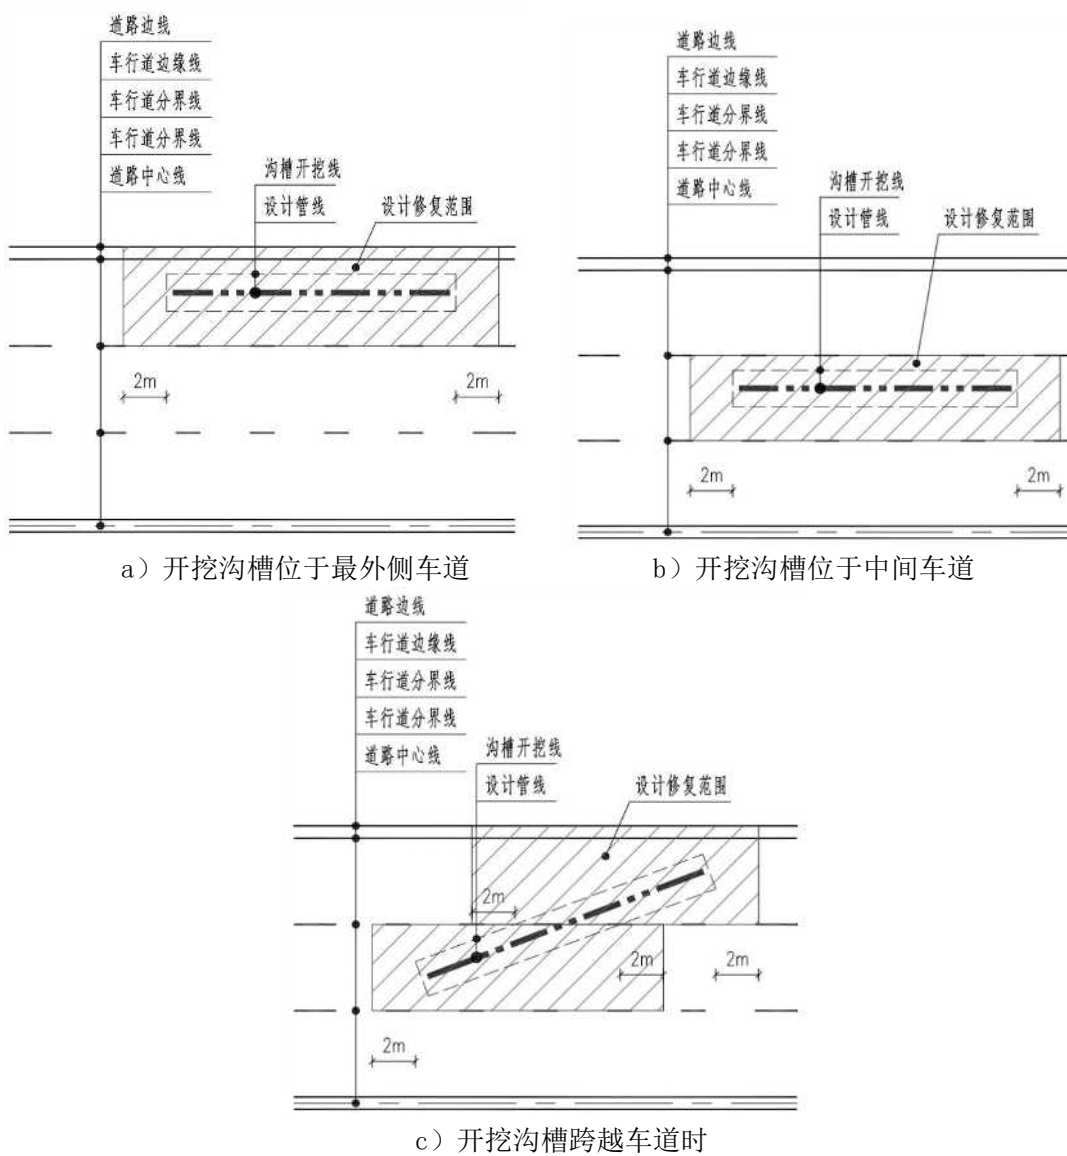 道路边线
车行道边缘线
车行道分界线
车行道分界线
道路中心线
沟槽开挖线
设计管线
设计修复范围
2m
2m
a）开挖沟槽位于最外侧车道
道路边线
车行道边缘线
车行道分界线
车行道分界线
道路中心线
沟槽开挖线
设计管线
设计修复范围
2m
2m
b）开挖沟槽位于中间车道
道路边线
车行道边缘线
车行道分界线
车行道分界线
道路中心线
沟槽开挖线
设计管线
设计修复范围
2m
2m
2m
2m
c）开挖沟槽跨越车道时